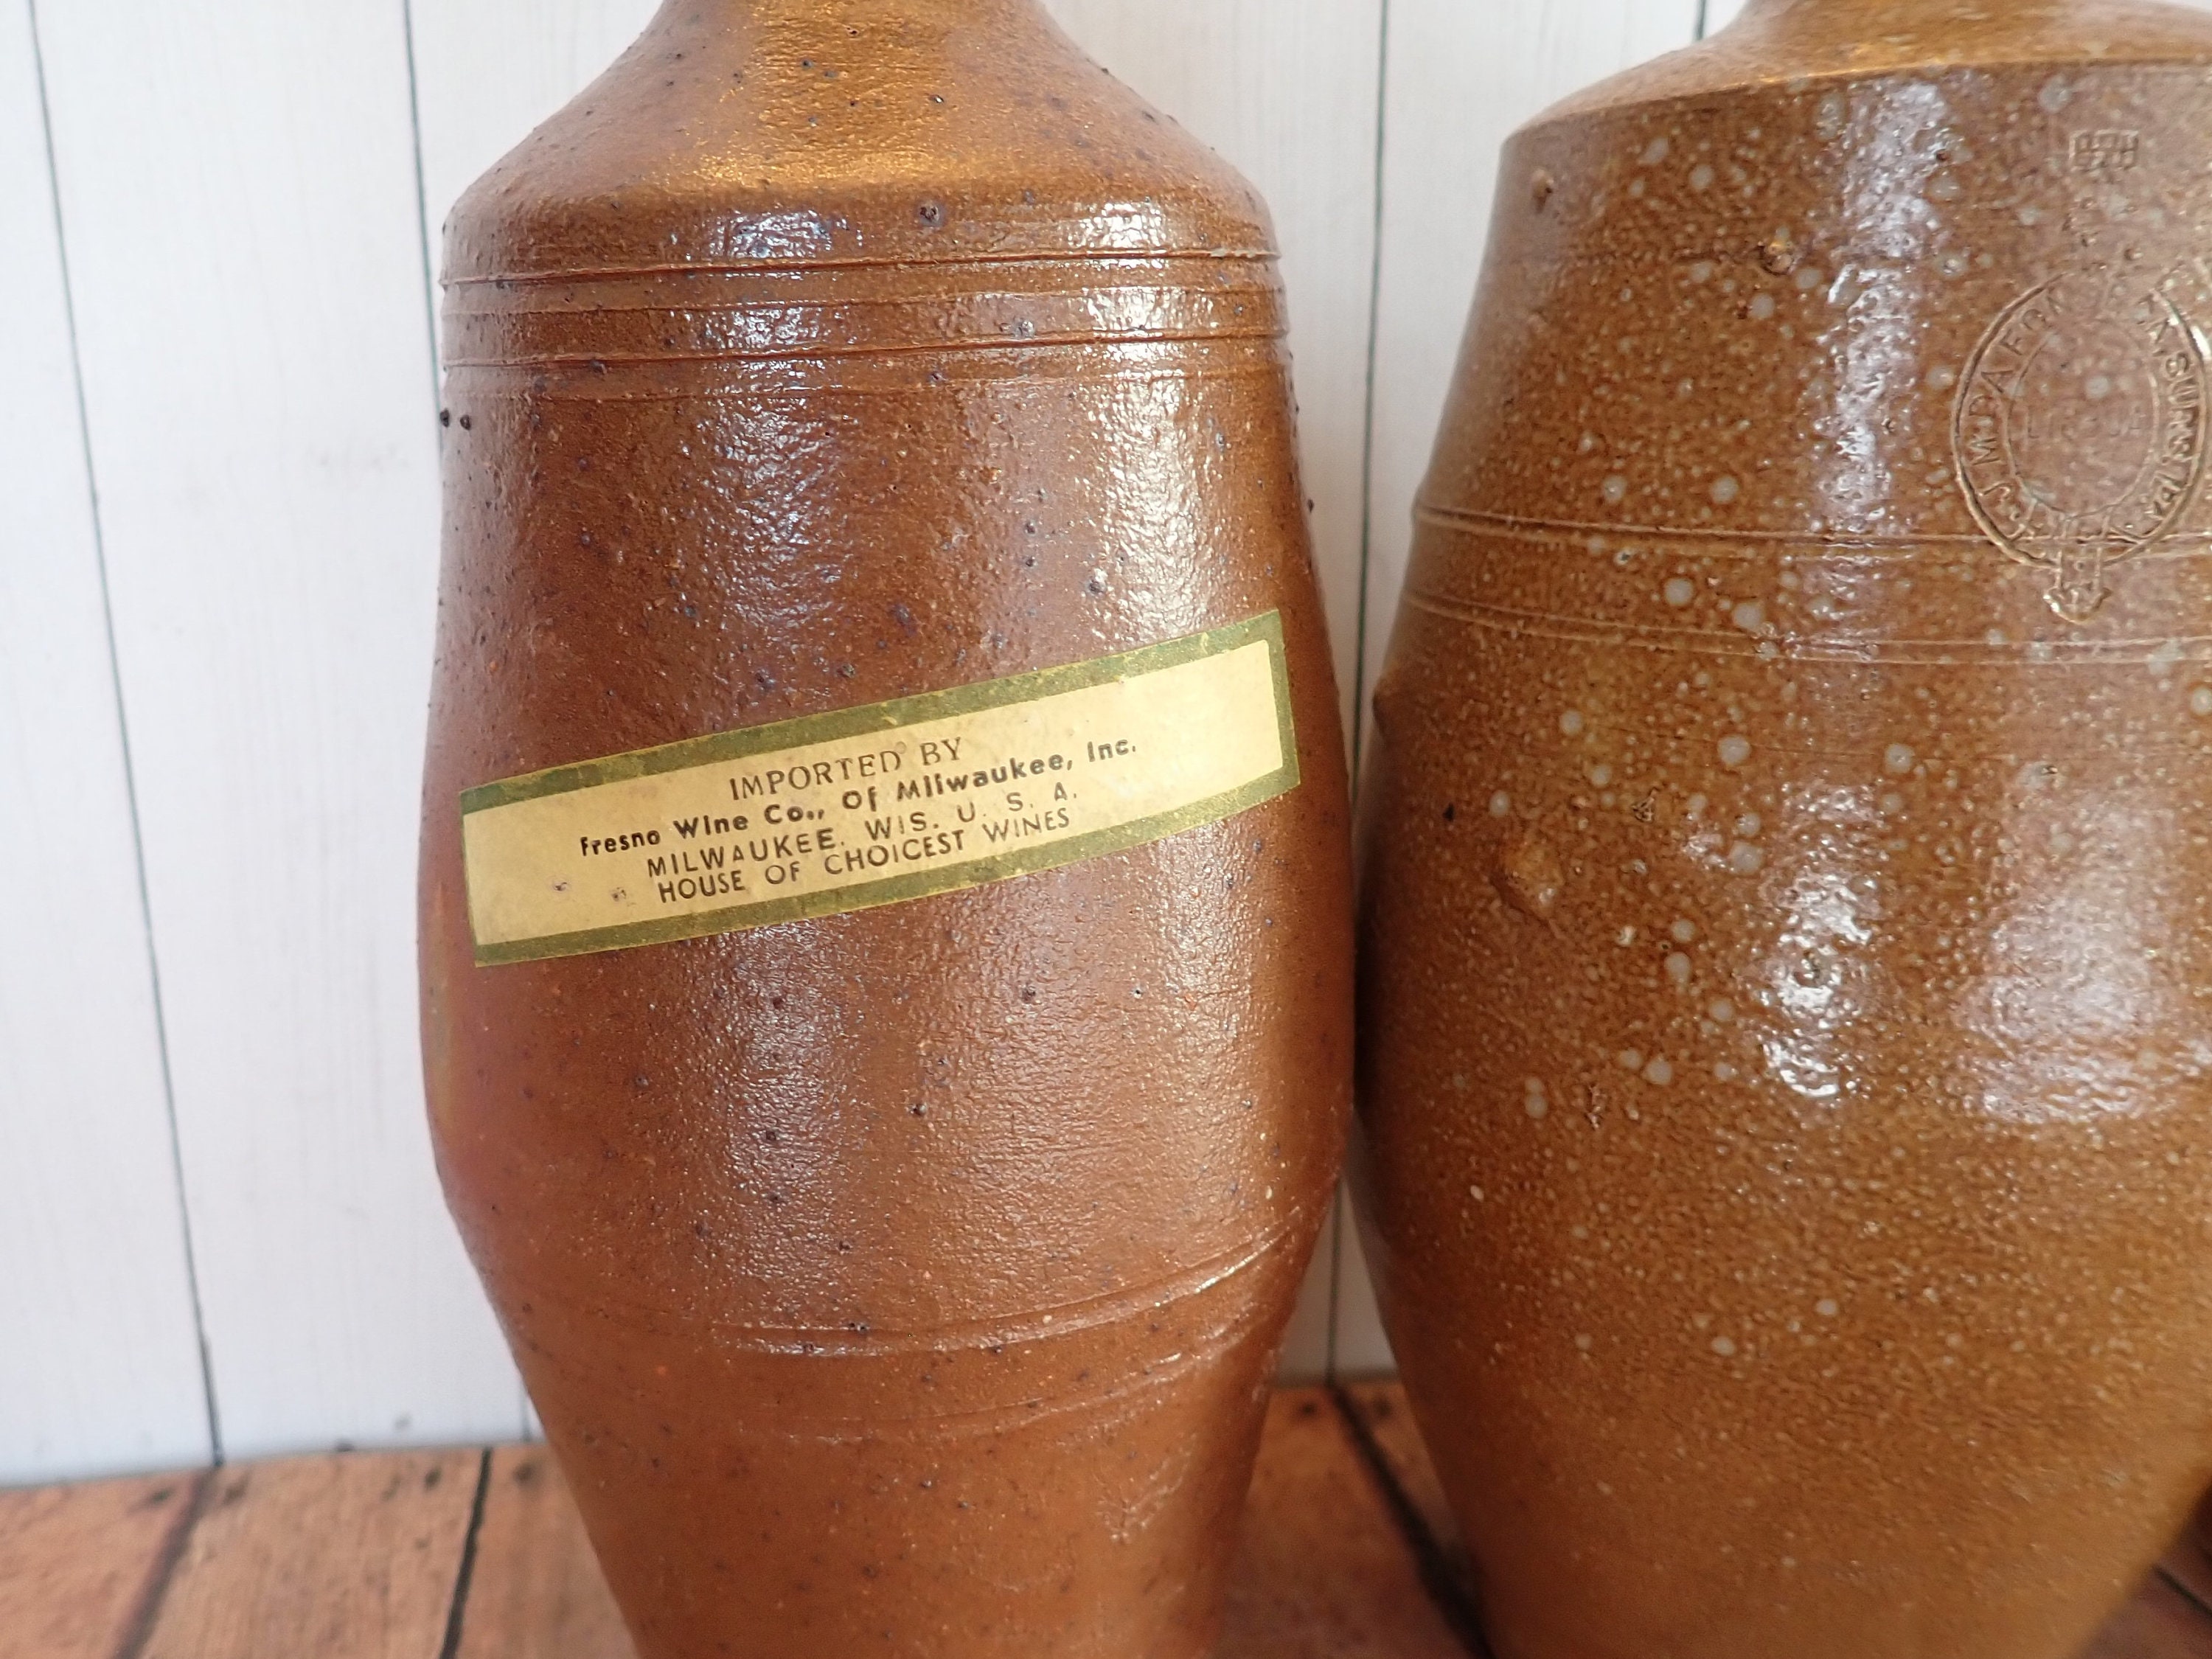 IMPORTED BY
Fresno Wine Co., Of Milwaukee, Inc.
MILWAUKEE, WIS. U. S. A.
HOUSE OF CHOICEST WINES